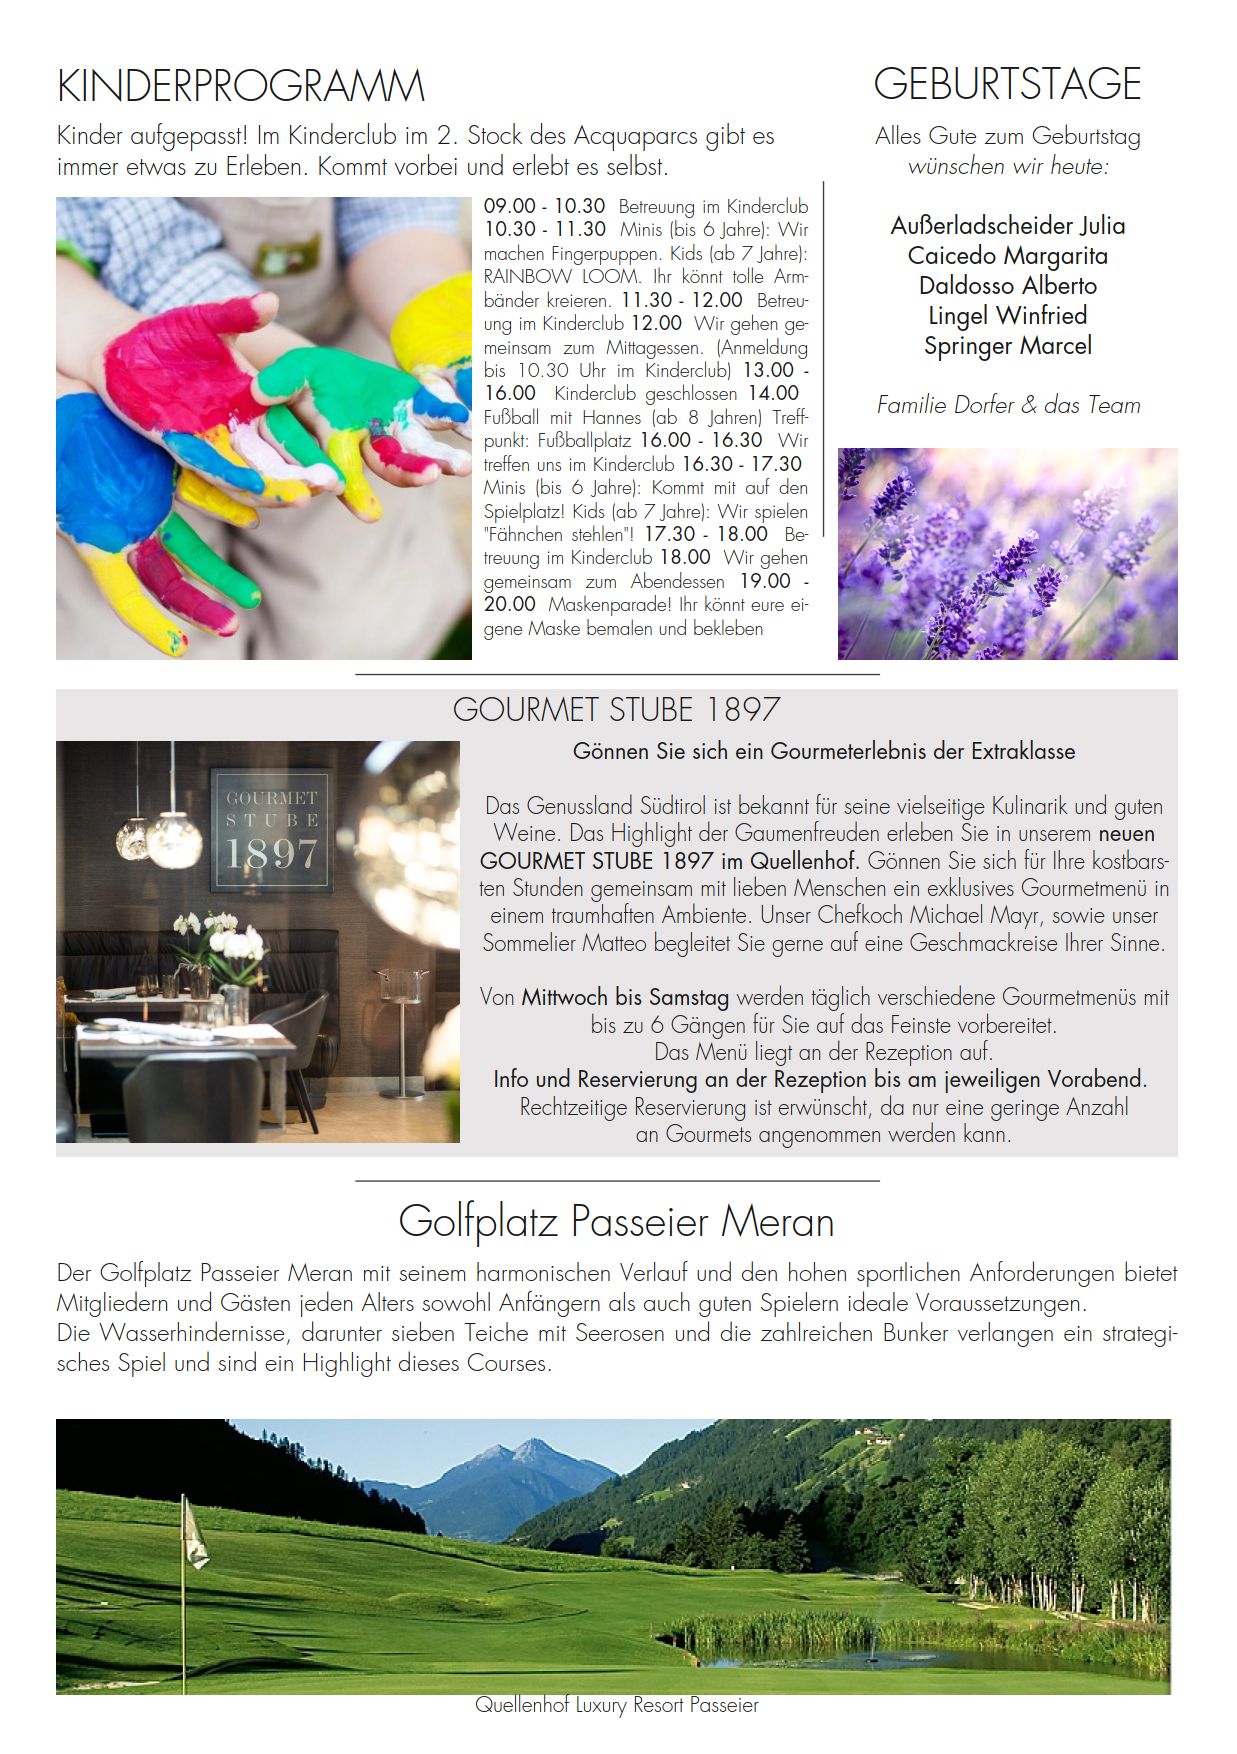 KINDERPROGRAMM
Kinder aufgepasst! Im Kinderclub im 2. Stock des Acquaparcs gibt es
immer etwas zu Erleben. Kommt vorbei und erlebt es selbst.
09.00 - 10.30 Betreuung im Kinderclub
10.30 - 11.30 Minis (bis 6 Jahre): Wir
machen Fingerpuppen. Kids (ab 7 Jahre):
RAINBOW LOOM. Ihr könnt tolle Arm-
bänder kreieren. 11.30 - 12.00 Betreu-
ung im Kinderclub 12.00 Wir gehen ge-
meinsam zum Mittagessen. (Anmeldung
bis 10.30 Uhr im Kinderclub) 13.00 -
16.00 Kinderclub geschlossen 14.00
Fußball mit Hannes (ab 8 Jahren) Treff-
punkt: Fußballplatz 16.00 - 16.30 Wir
treffen uns im Kinderclub 16.30 - 17.30
Minis (bis 6 Jahre): Kommt mit auf den
Spielplatz! Kids (ab 7 Jahre): Wir spielen
"Fähnchen stehlen"! 17.30 - 18.00 Be-
treuung im Kinderclub 18.00 Wir gehen
gemeinsam zum Abendessen 19.00 -
20.00 Maskenparade! Ihr könnt eure ei-
gene Maske bemalen und bekleben
GEBURTSTAGE
Alles Gute zum Geburtstag
wünschen wir heute:
Außerladscheider Julia
Caicedo Margarita
Daldosso Alberto
Lingel Winfried
Springer Marcel
Familie Dorfer & das Team
GOURMET STUBE 1897
GOURMET
STUBE
1897
Gönnen Sie sich ein Gourmeterlebnis der Extraklasse
Das Genussland Südtirol ist bekannt für seine vielseitige Kulinarik und guten
Weine. Das Highlight der Gaumenfreuden erleben Sie in unserem neuen
GOURMET STUBE 1897 im Quellenhof. Gönnen Sie sich für Ihre kostbars-
ten Stunden gemeinsam mit lieben Menschen ein exklusives Gourmetmenü in
einem traumhaften Ambiente. Unser Chefkoch Michael Mayr, sowie unser
Sommelier Matteo begleitet Sie gerne auf eine Geschmackreise Ihrer Sinne.
Von Mittwoch bis Samstag werden täglich verschiedene Gourmetmenüs mit
bis zu 6 Gängen für Sie auf das Feinste vorbereitet.
Das Menü liegt an der Rezeption auf.
Info und Reservierung an der Rezeption bis am jeweiligen Vorabend.
Rechtzeitige Reservierung ist erwünscht, da nur eine geringe Anzahl
an Gourmets angenommen werden kann.
Golfplatz Passeier Meran
Der Golfplatz Passeier Meran mit seinem harmonischen Verlauf und den hohen sportlichen Anforderungen bietet
Mitgliedern und Gästen jeden Alters sowohl Anfängern als auch guten Spielern ideale Voraussetzungen.
Die Wasserhindernisse, darunter sieben Teiche mit Seerosen und die zahlreichen Bunker verlangen ein strategi-
sches Spiel und sind ein Highlight dieses Courses.
Quellenhof Luxury Resort Passeier